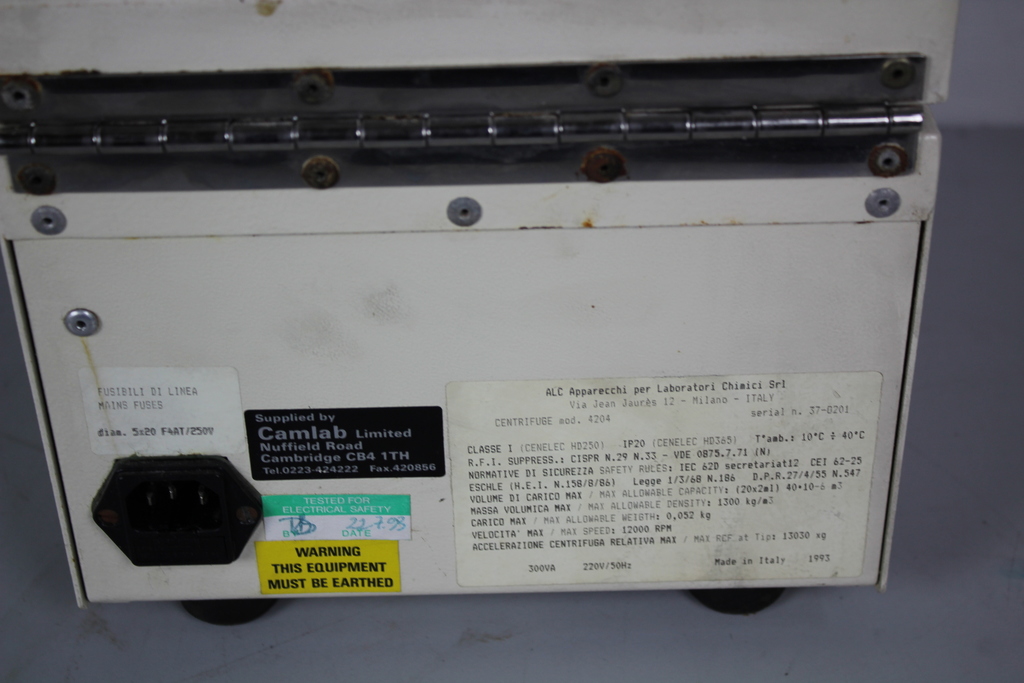 FUSIBILI DI LINEA
MAINS FUSES
diam. 5x20 F4AT/250V
Supplied by
Camlab Limited
Nuffield Road
Cambridge CB4 1TH
Tel.0223-424222 Fax.420856
TESTED FOR
ELECTRICAL SAFETY
BY DATE
22.7.93
WARNING
THIS EQUIPMENT
MUST BE EARTHED
ALC Apparecchi per Laboratori Chimici Srl
Via Jean Jaurès 12 - Milano - ITALY
CENTRIFUGE mod. 4204 serial n. 37-0201
CLASSE I (CENELEC HD250) IP20 (CENELEC HD365) T°amb.: 10°C ÷ 40°C
R.F.I. SUPPRESS.: CISPR N.29 N.33 - VDE 0875.7.71 (N)
NORMATIVE DI SICUREZZA SAFETY RULES: IEC 62D secretariat12 CEI 62-25
ESCHLE (H.E.I. N.158/8/86) Legge 1/3/68 N.186 D.P.R.27/4/55 N.547
VOLUME DI CARICO MAX / MAX ALLOWABLE CAPACITY: (20x2ml) 40•10-6 m3
MASSA VOLUMICA MAX / MAX ALLOWABLE DENSITY: 1300 kg/m3
CARICO MAX / MAX ALLOWABLE WEIGTH: 0,052 kg
VELOCITA' MAX / MAX SPEED: 12000 RPM
ACCELERAZIONE CENTRIFUGA RELATIVA MAX / MAX RCF at Tip: 13030 xg
300VA 220V/50Hz Made in Italy 1993